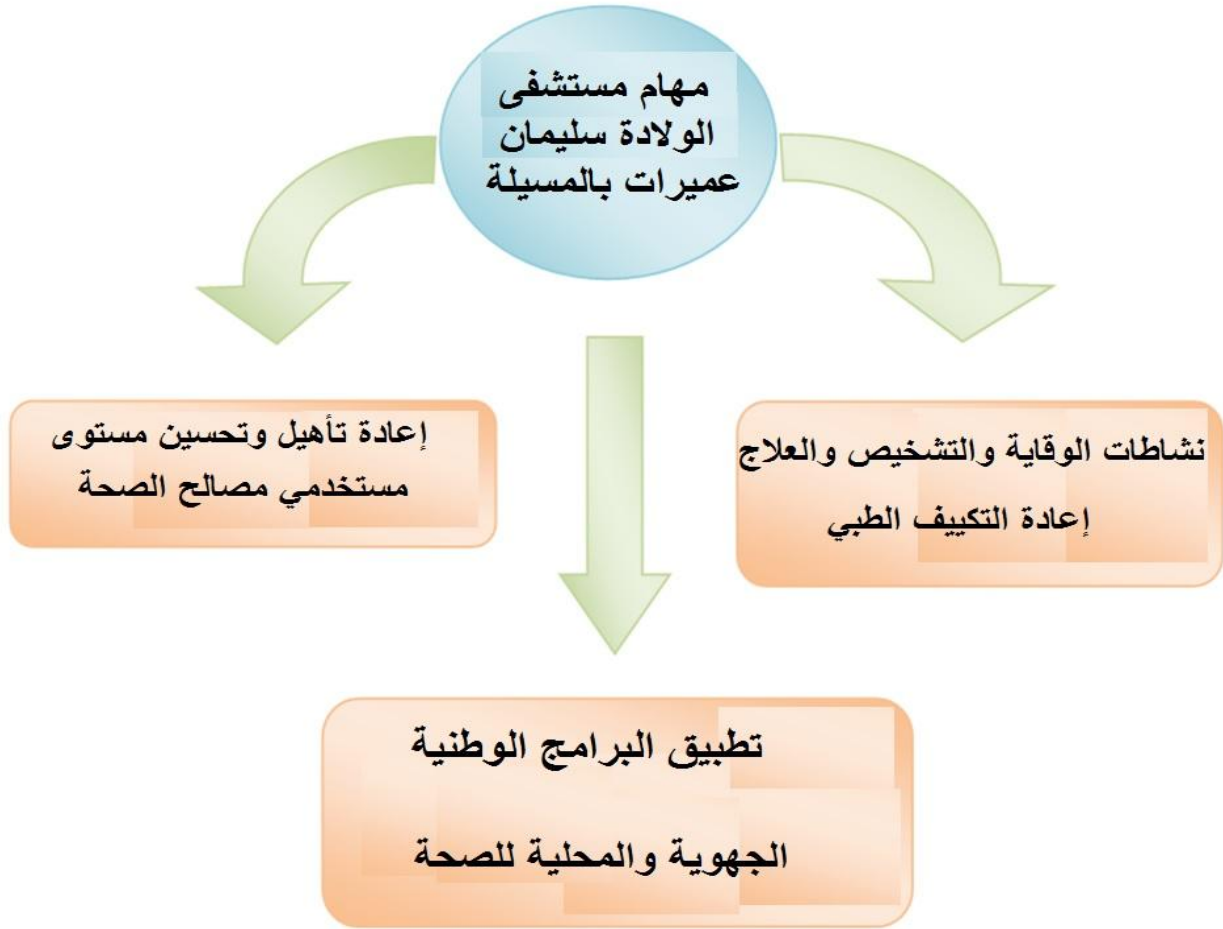 مهام مستشفى
الولادة سليمان
عميرات بالمسيلة
نشاطات الوقاية والتشخيص والعلاج
إعادة التكييف الطبي
إعادة تأهيل وتحسين مستوى
مستخدمي مصالح الصحة
تطبيق البرامج الوطنية
الجهوية والمحلية للصحة